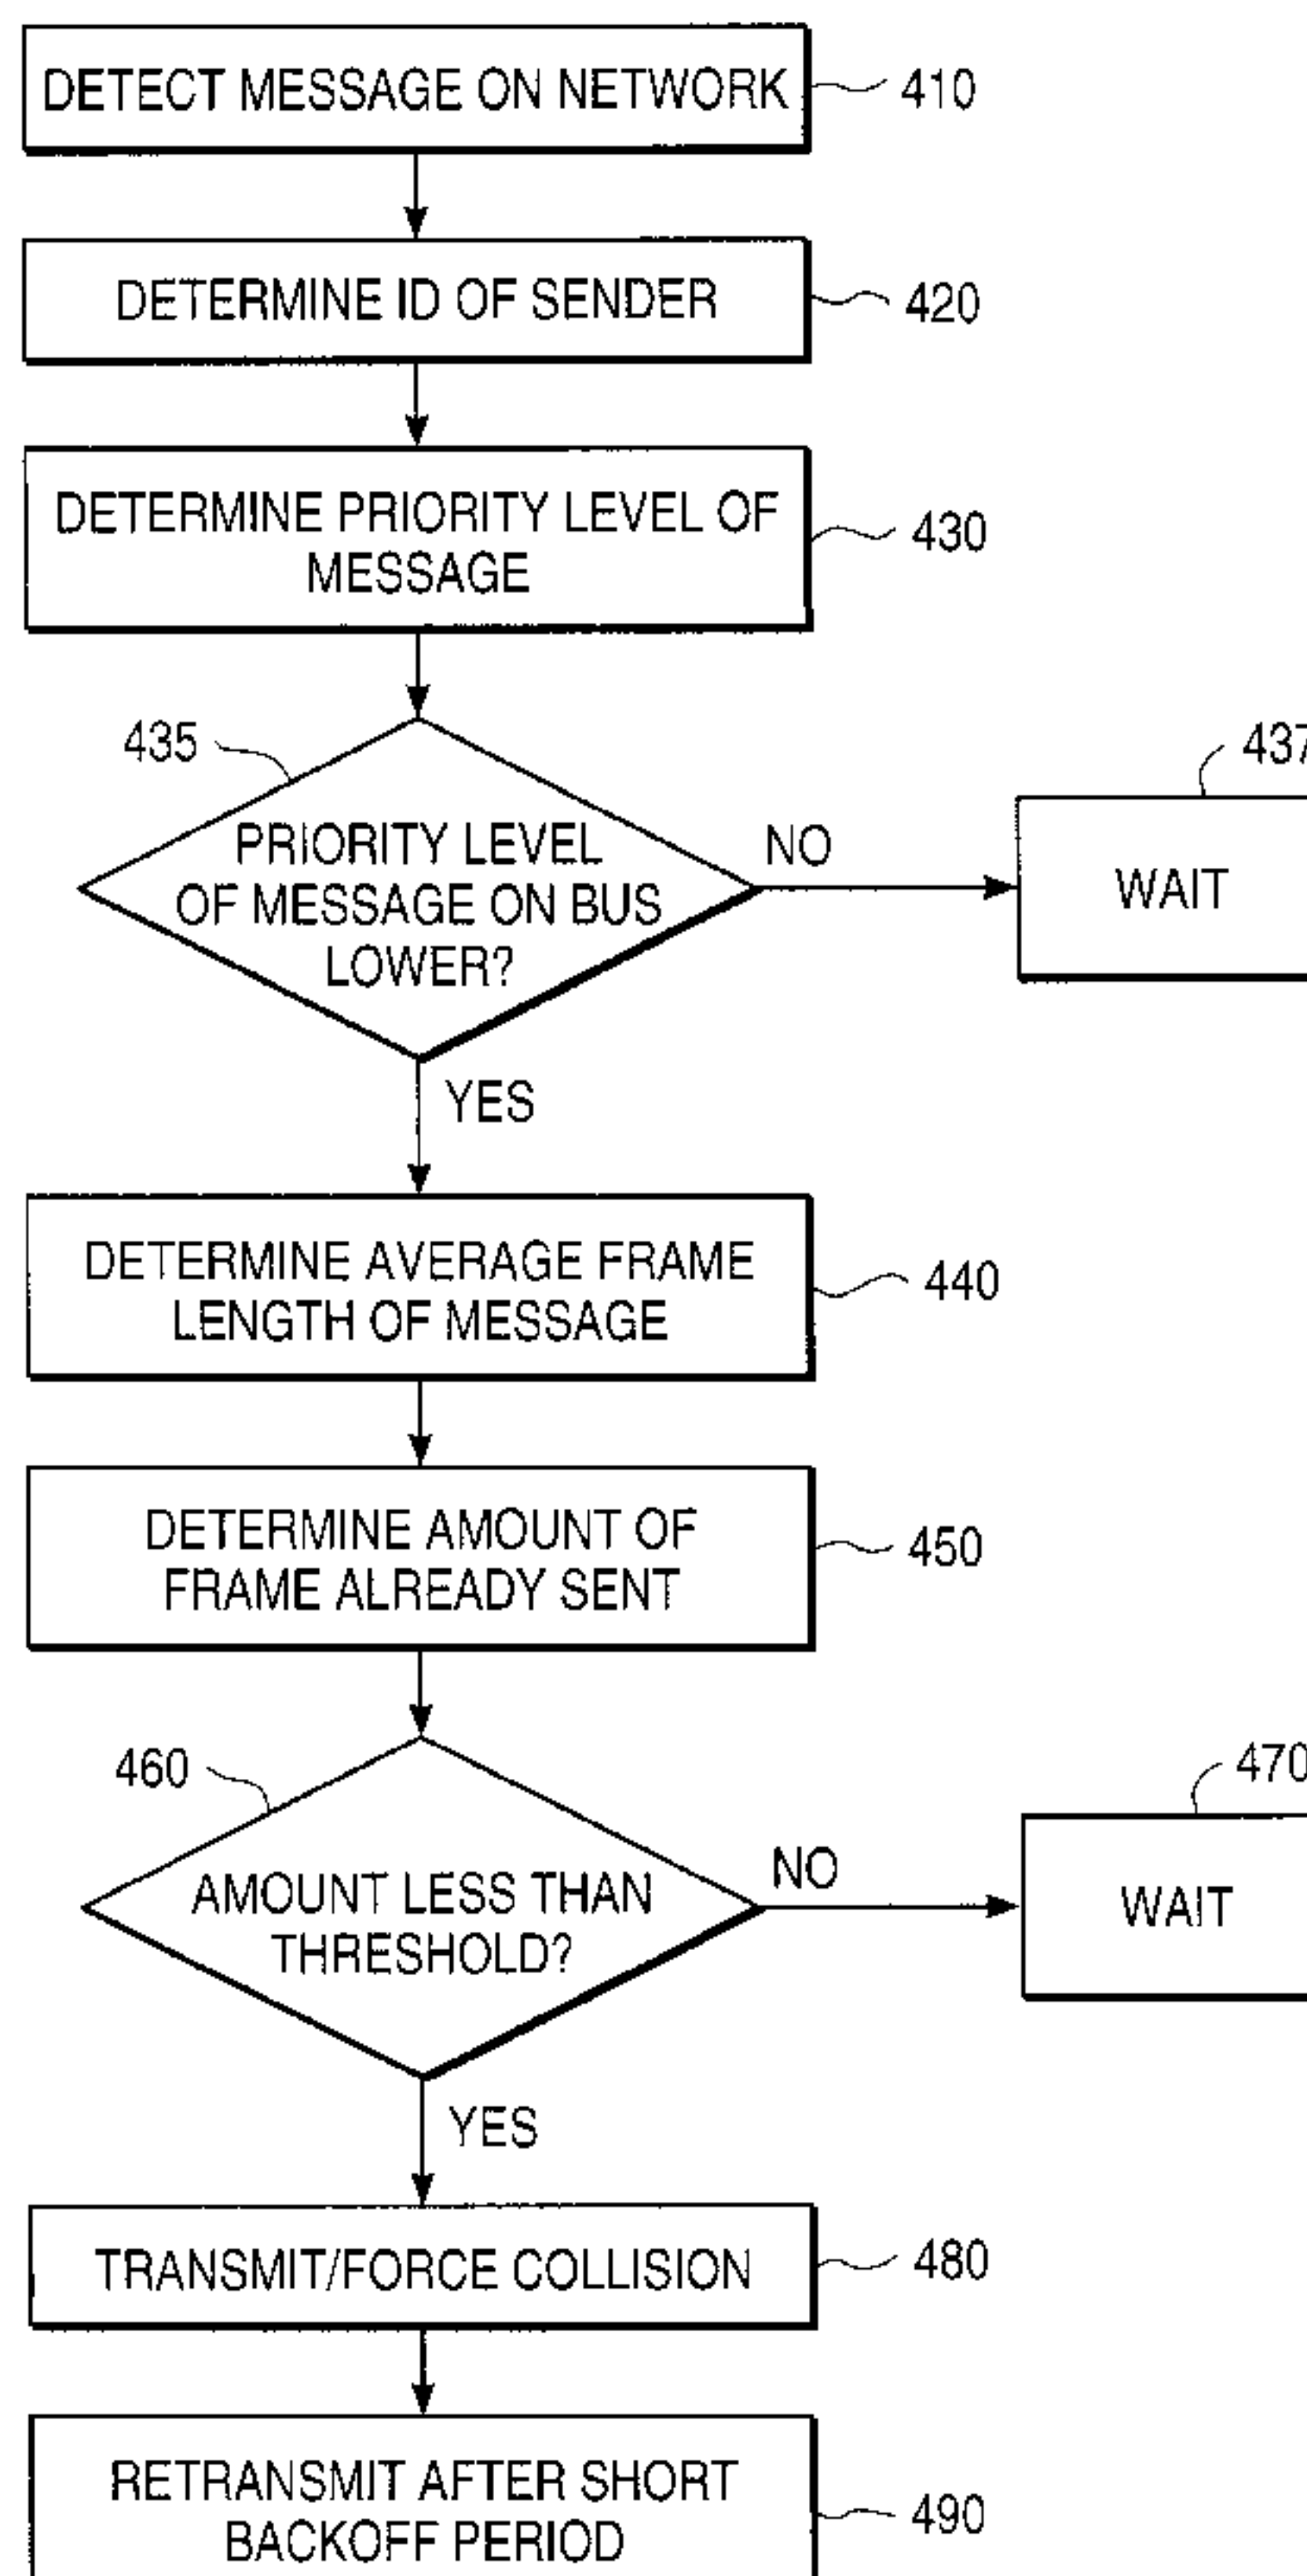 DETECT MESSAGE ON NETWORK
410
DETERMINE ID OF SENDER
420
DETERMINE PRIORITY LEVEL OF
MESSAGE
430
435
437
PRIORITY LEVEL
OF MESSAGE ON BUS
LOWER?
NO
WAIT
YES
DETERMINE AVERAGE FRAME
LENGTH OF MESSAGE
440
DETERMINE AMOUNT OF
FRAME ALREADY SENT
450
460
470
AMOUNT LESS THAN
THRESHOLD?
NO
WAIT
YES
TRANSMIT/FORCE COLLISION
480
RETRANSMIT AFTER SHORT
BACKOFF PERIOD
490